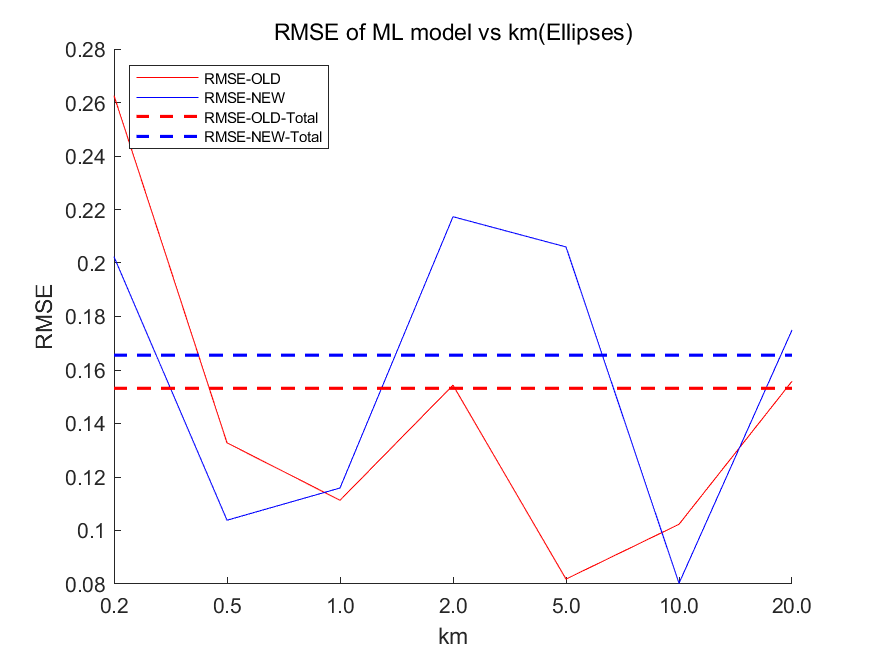 RMSE of ML model vs km(Ellipses)
0.28
0.26
0.24
0.22
0.2
0.18
0.16
0.14
0.12
0.1
0.08
RMSE
RMSE-OLD
RMSE-NEW
RMSE-OLD-Total
RMSE-NEW-Total
0.2 0.5 1.0 2.0 5.0 10.0 20.0
km